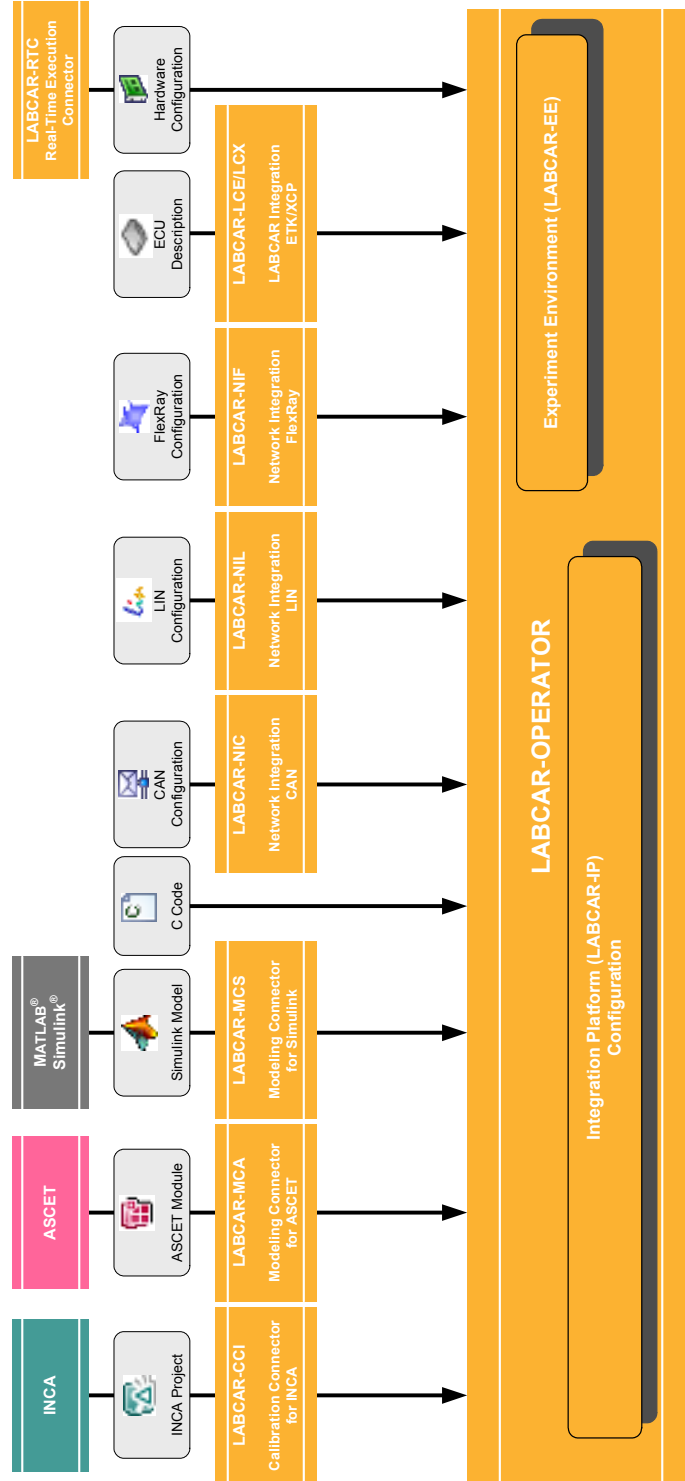 INCA
ASCET
MATLAB®
Simulink®
LABCAR-RTC
Real-Time Execution
Connector
INCA Project
ASCET Module
Simulink Model
C Code
CAN
Configuration
LIN
Configuration
FlexRay
Configuration
ECU
Description
Hardware
Configuration
LABCAR-CCI
Calibration Connector
for INCA
LABCAR-MCA
Modeling Connector
for ASCET
LABCAR-MCS
Modeling Connector
for Simulink
LABCAR-NIC
Network Integration
CAN
LABCAR-NIL
Network Integration
LIN
LABCAR-NIF
Network Integration
FlexRay
LABCAR-LCE/LCX
LABCAR Integration
ETK/XCP
LABCAR-OPERATOR
Experiment Environment (LABCAR-EE)
Integration Platform (LABCAR-IP)
Configuration